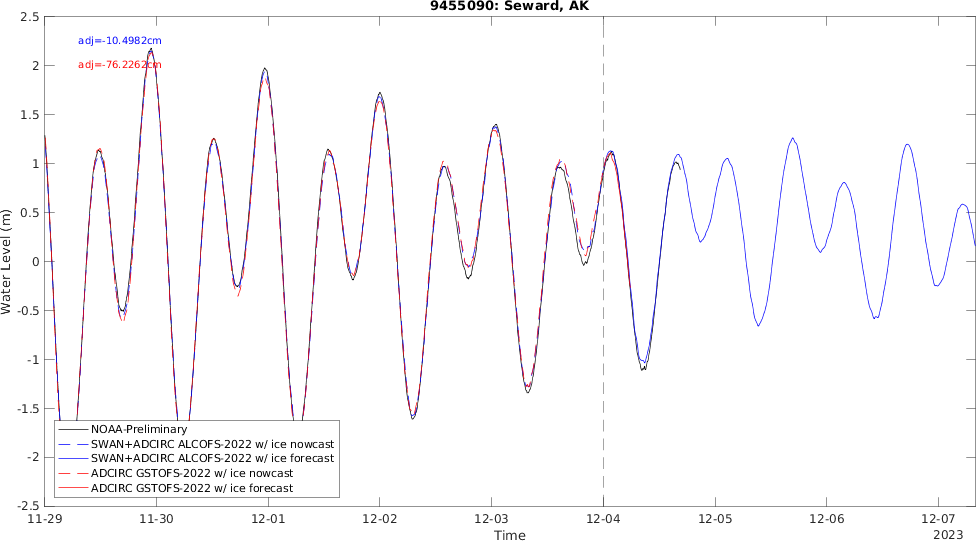 9455090: Seward, AK
adj=-10.4982cm
adj=-76.2262cm
2.5
2
1.5
1
0.5
0
-0.5
-1
-1.5
-2
-2.5
Water Level (m)
NOAA-Preliminary
SWAN+ADCIRC ALCOFS-2022 w/ ice nowcast
SWAN+ADCIRC ALCOFS-2022 w/ ice forecast
ADCIRC GSTOFS-2022 w/ ice nowcast
ADCIRC GSTOFS-2022 w/ ice forecast
11-29 11-30 12-01 12-02 12-03 12-04 12-05 12-06 12-07
Time
2023